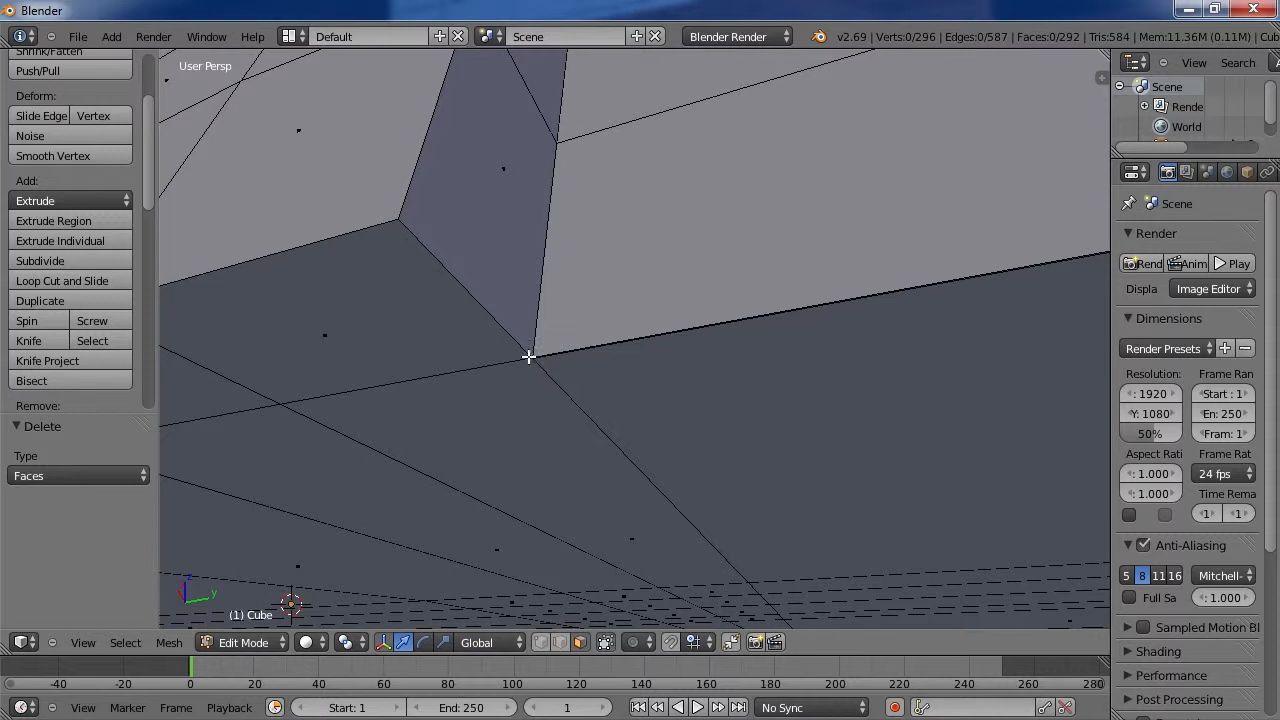 Blender
File Add Render Window Help Default Scene Blender Render v2.69 | Verts:0/296 | Edges:0/587 | Faces:0/292 | Tris:584 | Mem:11.36M (0.11M) | Cub
Shrink/Fatten
Push/Pull
Deform:
Slide Edge Vertex
Noise
Smooth Vertex
Add:
Extrude
Extrude Region
Extrude Individual
Subdivide
Loop Cut and Slide
Duplicate
Spin Screw
Knife Select
Knife Project
Bisect
Remove:
Delete
Type
Faces
User Persp
z
y
(1) Cube
View Select Mesh Edit Mode Global
-40 -20 0 20 40 60 80 100 120 140 160 180 200 220 240 260 280
View Marker Frame Playback Start: 1 End: 250 1 No Sync
View Search A
Scene
Rende
World
Scene
Render
Rend Anim Play
Displa Image Editor
Dimensions
Render Presets
Resolution: Frame Ran
: 1920 Start : 1
Y: 1080 En: 250
50% Fram: 1
Aspect Rati Frame Rat
: 1.000 24 fps
: 1.000 Time Rema
1 1
Anti-Aliasing
5 8 11 16 Mitchell-
Full Sa : 1.000
Sampled Motion Bl
Shading
Performance
Post Processing